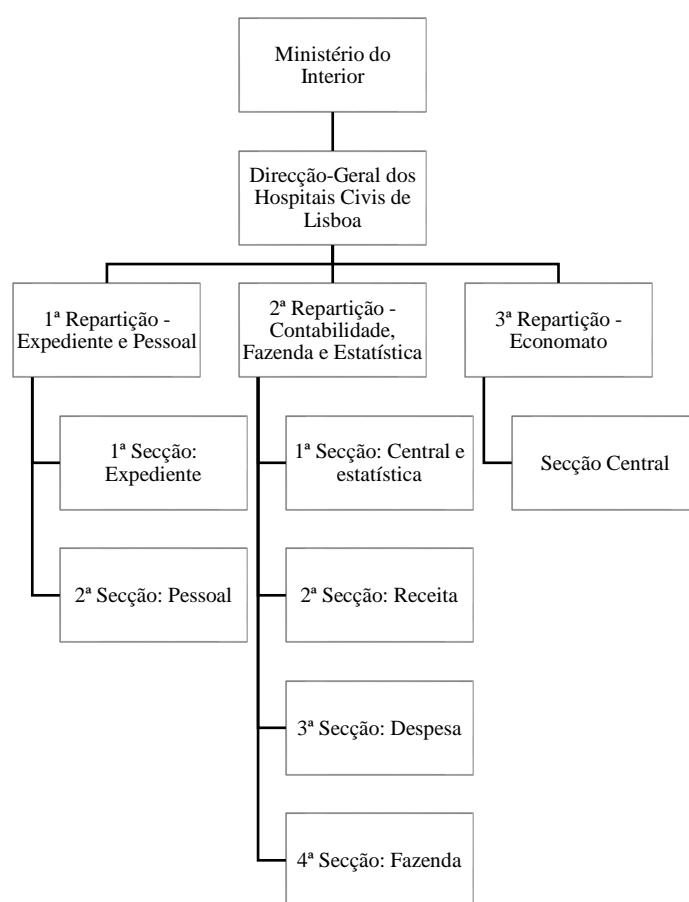 Ministério do
Interior
Direcção-Geral dos
Hospitais Civis de
Lisboa
1ª Repartição -
Expediente e Pessoal
1ª Secção:
Expediente
2ª Secção: Pessoal
2ª Repartição -
Contabilidade,
Fazenda e Estatística
1ª Secção: Central e
estatística
2ª Secção: Receita
3ª Secção: Despesa
4ª Secção: Fazenda
3ª Repartição -
Economato
Secção Central